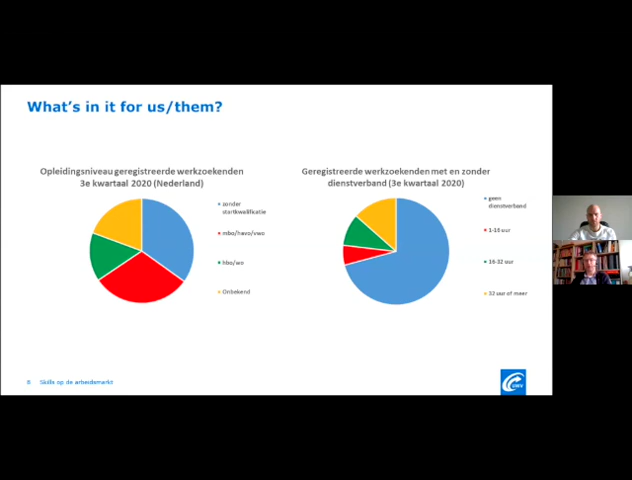 What's in it for us/them?
Opleidingsniveau geregistreerde werkzoekenden
3e kwartaal 2020 (Nederland)
zonder
startkwalificatie
mbo/havo/vwo
hbo/wo
Onbekend
Geregistreerde werkzoekenden met en zonder
dienstverband (3e kwartaal 2020)
geen
dienstverband
1-16 uur
16-32 uur
32 uur of meer
8 Skills op de arbeidsmarkt
UWV